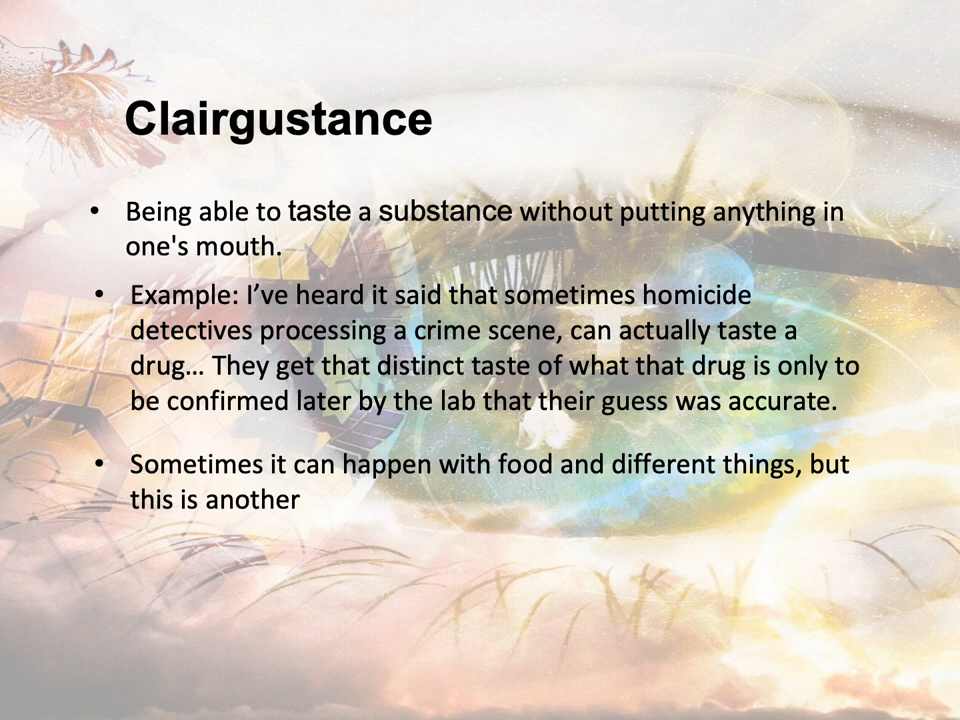 Clairgustance
• Being able to taste a substance without putting anything in
one's mouth.
• Example: I’ve heard it said that sometimes homicide
detectives processing a crime scene, can actually taste a
drug… They get that distinct taste of what that drug is only to
be confirmed later by the lab that their guess was accurate.
• Sometimes it can happen with food and different things, but
this is another